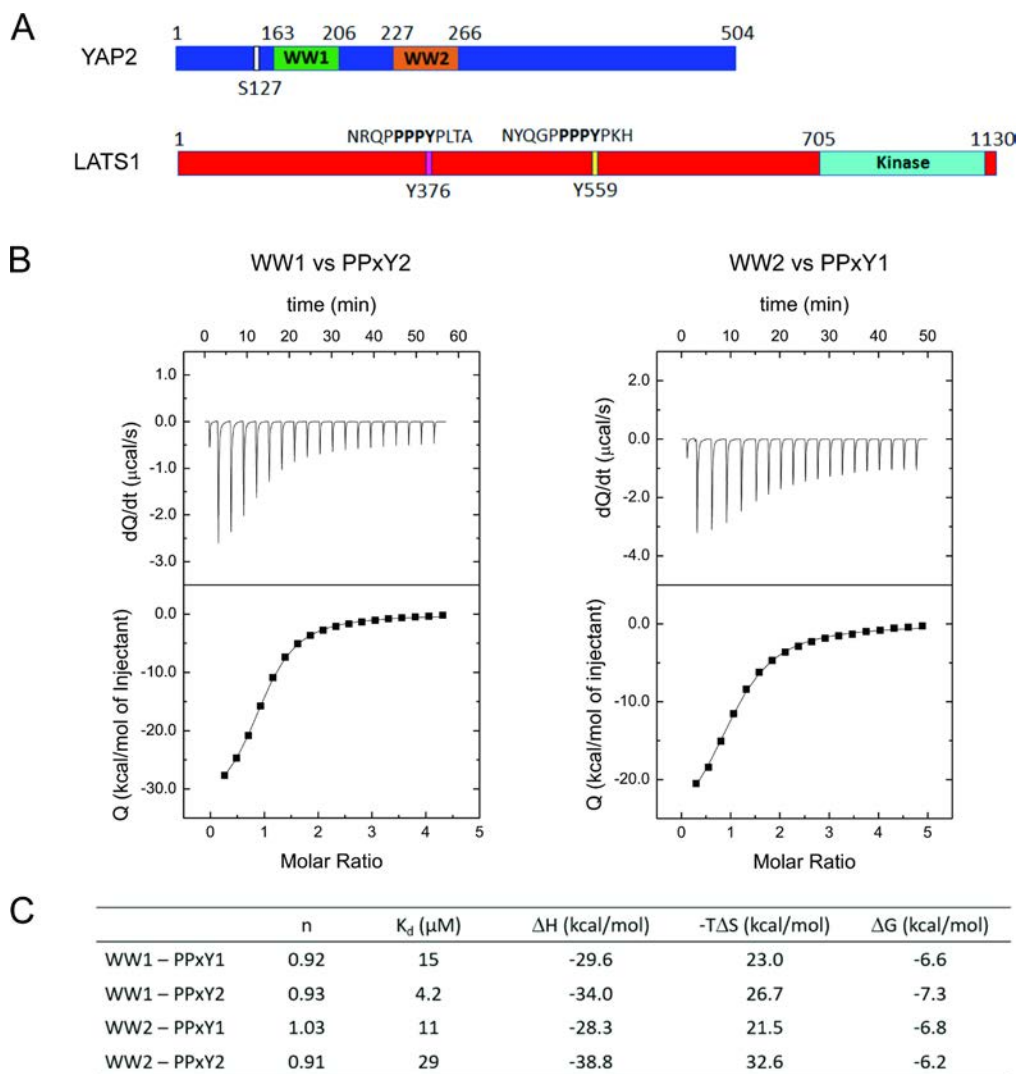 A
1 163 206 227 266 504
YAP2 WW1 WW2
S127
NRQPPPPYPLTA NYQGPPPPYPKH
1 705 1130
LATS1 Kinase
Y376 Y559
B
WW1 vs PPxY2
time (min)
0 10 20 30 40 50 60
1.0
0.0
-1.0
-2.0
-3.0
dQ/dt (μcal/s)
0.0
-10.0
-20.0
-30.0
Q (kcal/mol of Injectant)
0 1 2 3 4 5
Molar Ratio
WW2 vs PPxY1
time (min)
0 10 20 30 40 50
2.0
0.0
-2.0
-4.0
dQ/dt (μcal/s)
0.0
-10.0
-20.0
Q (kcal/mol of injectant)
0 1 2 3 4 5
Molar Ratio
C
n Kd (μM) ΔH (kcal/mol) -TΔS (kcal/mol) ΔG (kcal/mol)
WW1 – PPxY1 0.92 15 -29.6 23.0 -6.6
WW1 – PPxY2 0.93 4.2 -34.0 26.7 -7.3
WW2 – PPxY1 1.03 11 -28.3 21.5 -6.8
WW2 – PPxY2 0.91 29 -38.8 32.6 -6.2